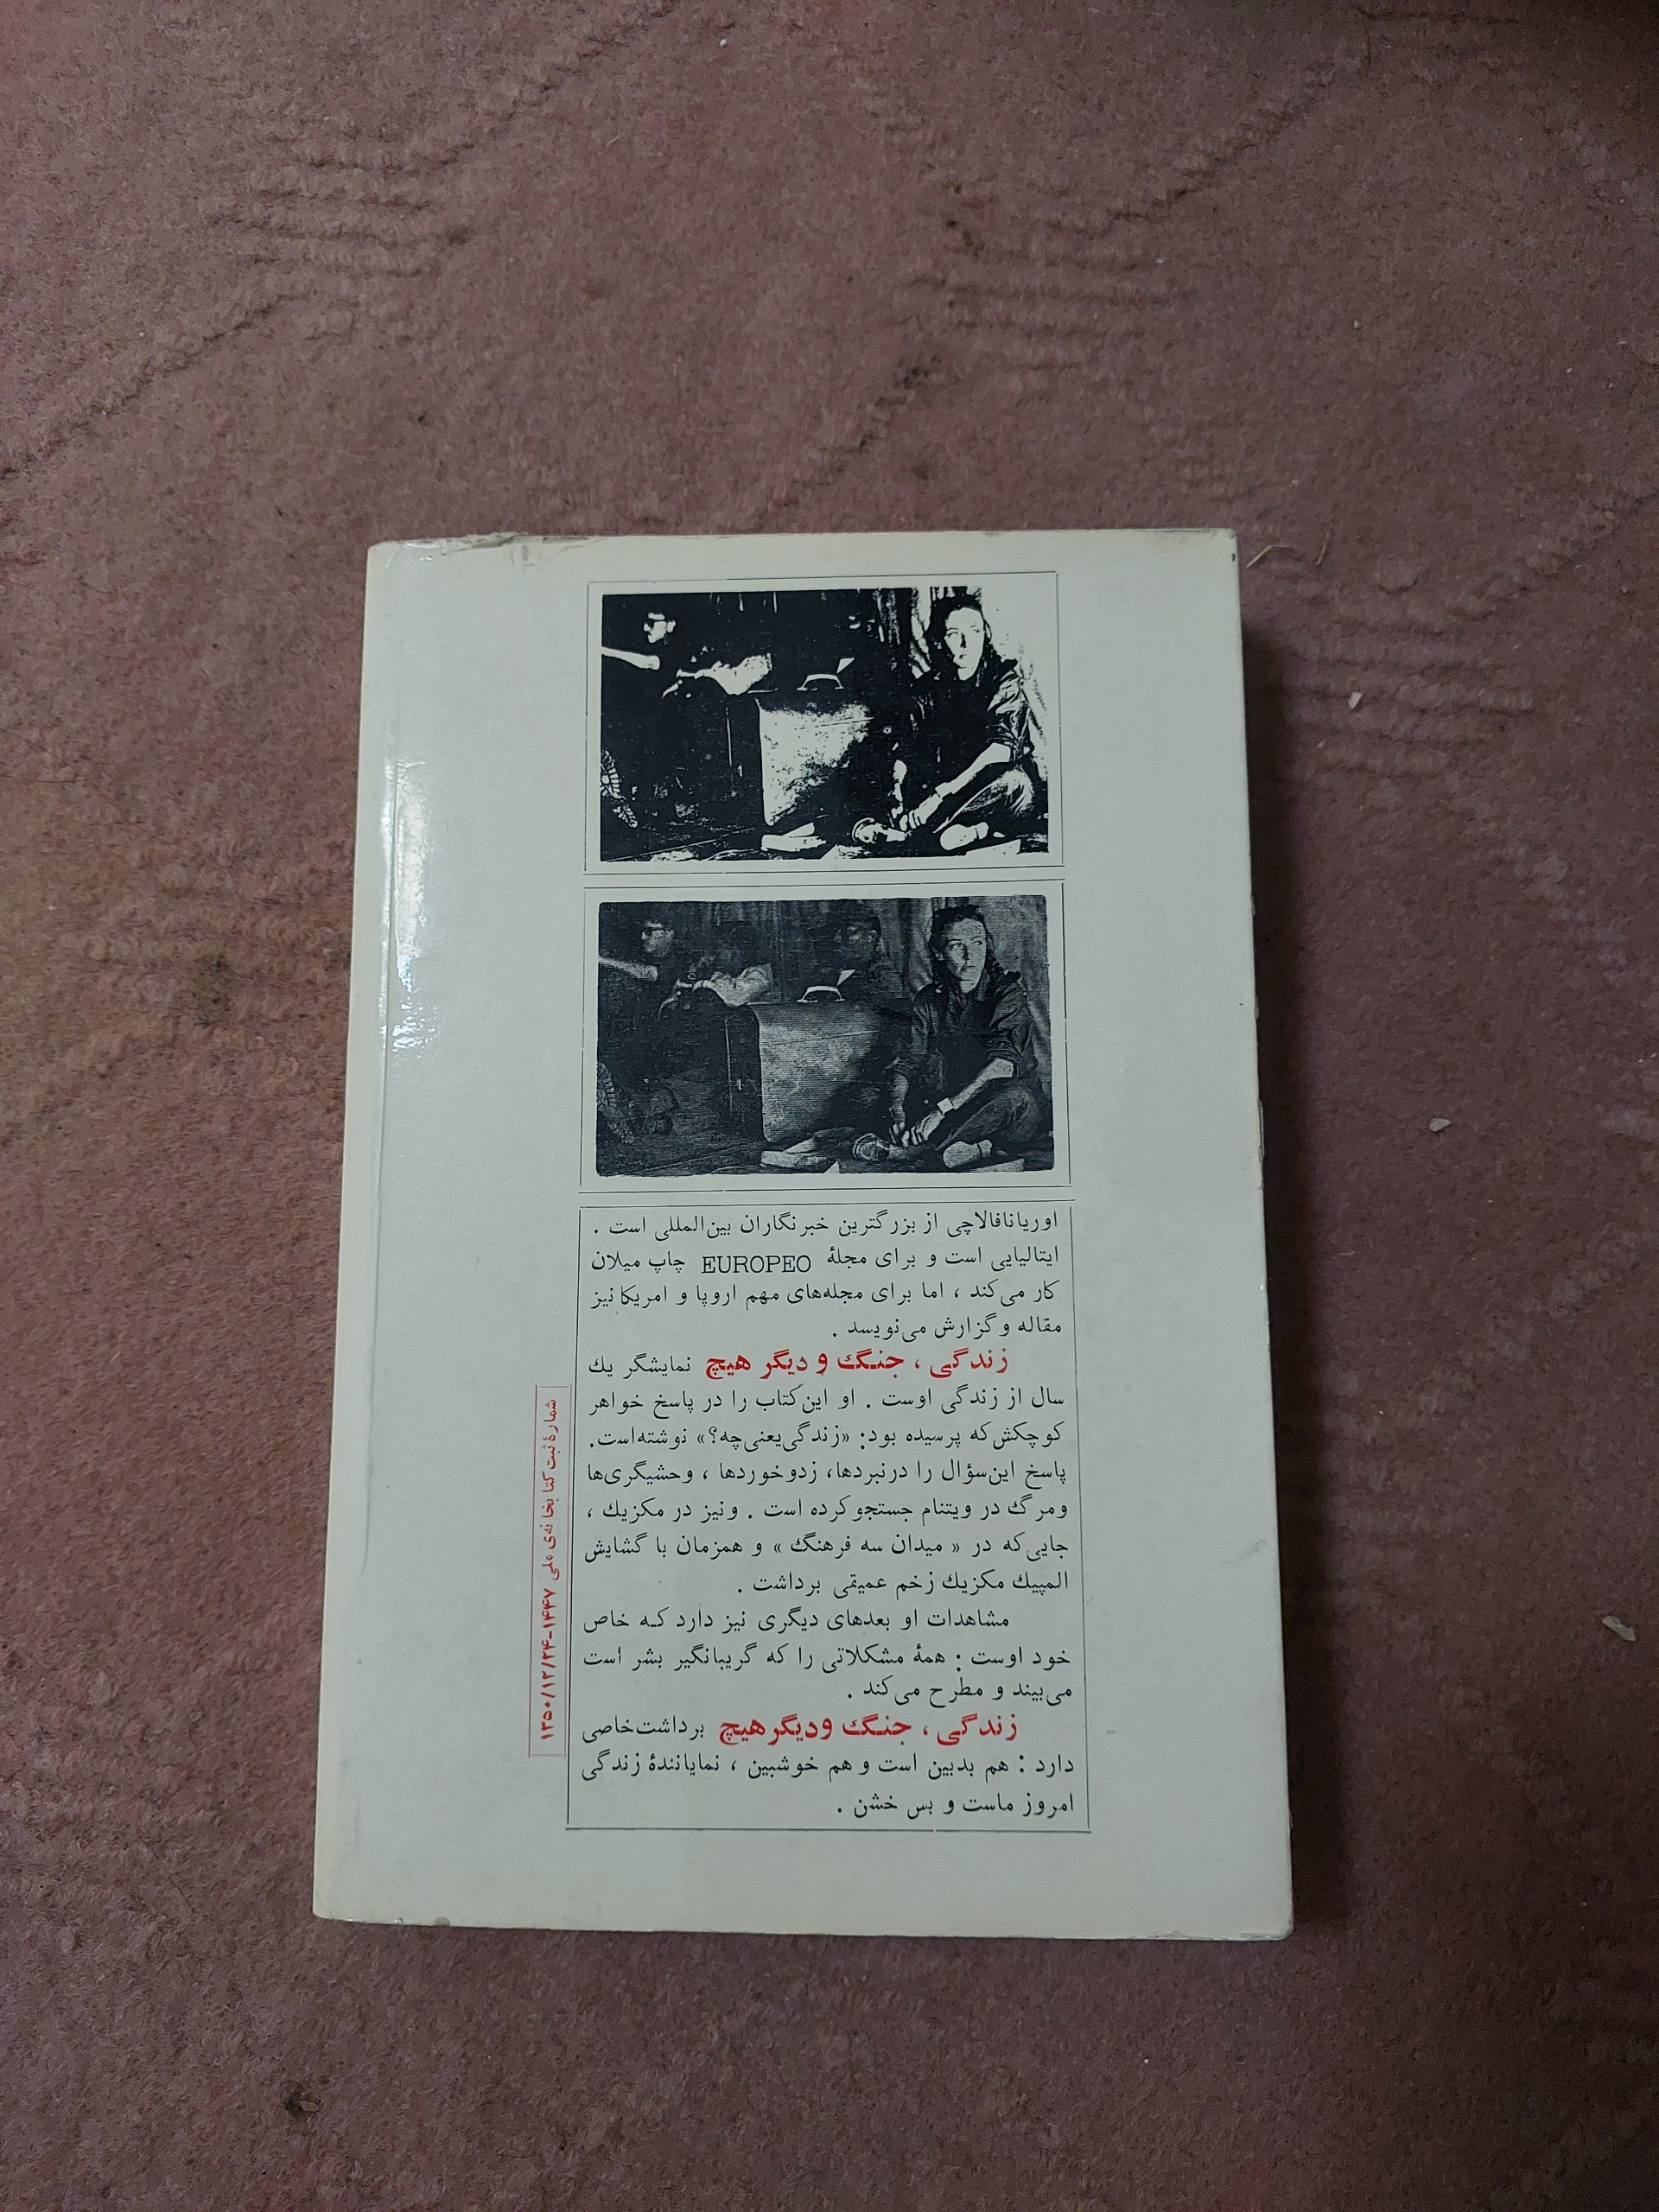 اوریانافالاچی از بزرگترین خبرنگاران بین‌المللی است .
ایتالیایی است و برای مجلهٔ EUROPEO چاپ میلان
کار می‌کند ، اما برای مجله‌های مهم اروپا و امریکا نیز
مقاله و گزارش می‌نویسد .
زندگی ، جنگ و دیگر هیچ نمایشگر یك
سال از زندگی اوست . او این‌کتاب را در پاسخ خواهر
کوچکش‌که پرسیده بود: «زندگی‌یعنی‌چه؟» نوشته‌است.
پاسخ این‌سؤال را درنبردها، زدوخوردها ، وحشیگری‌ها
ومرگ در ویتنام جستجو کرده است . ونیز در مکزیك ،
جایی‌که در « میدان سه فرهنگ » و همزمان با گشایش
المپیك مکزیك زخم عمیقی برداشت .
مشاهدات او بعدهای دیگری نیز دارد کـه خاص
خود اوست : همهٔ مشکلاتی را که گریبانگیر بشر است
می‌بیند و مطرح می‌کند .
زندگی ، جنگ ودیگر هیچ برداشت‌خاصی
دارد : هم بدبین است و هم خوشبین ، نمایانندهٔ زندگی
امروز ماست و بس خشن .
شمارهٔ ثبت کتابخانه‌ی ملی ۱۴۴۷-۱۳۵۰/۱۲/۲۴